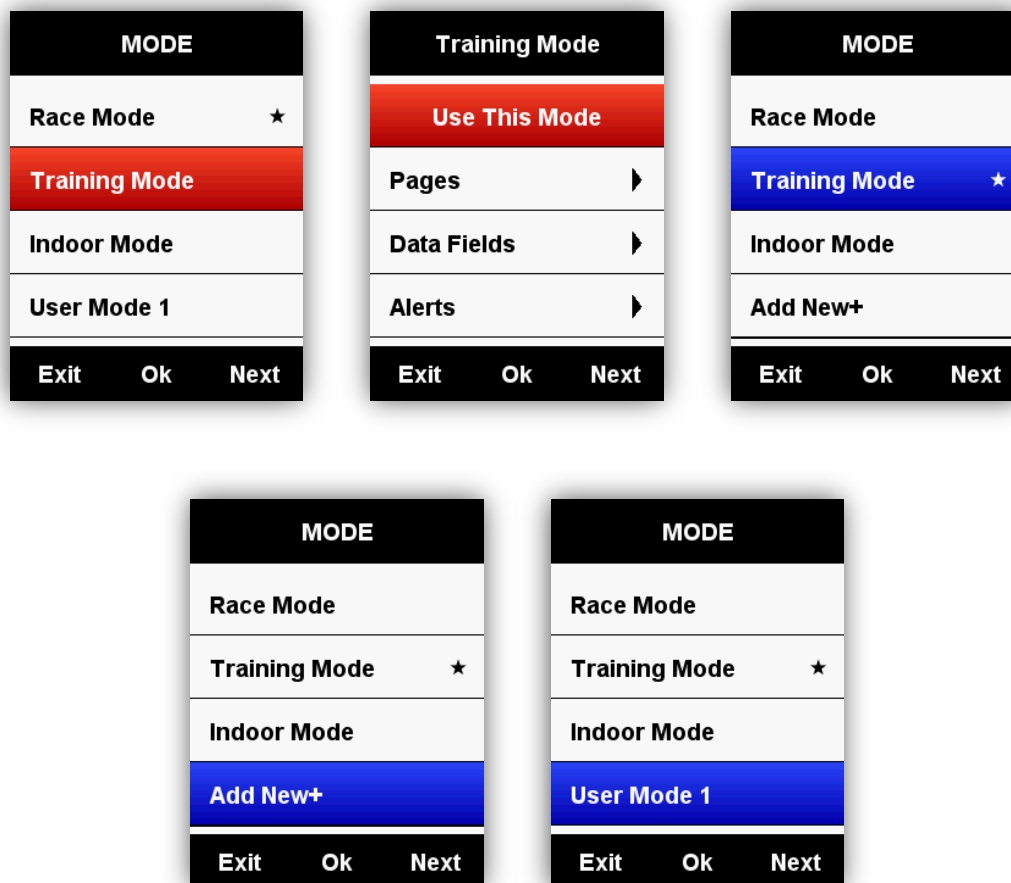 MODE
Race Mode ★
Training Mode
Indoor Mode
User Mode 1
Exit Ok Next
Training Mode
Use This Mode
Pages
Data Fields
Alerts
Exit Ok Next
MODE
Race Mode
Training Mode ★
Indoor Mode
Add New+
Exit Ok Next
MODE
Race Mode
Training Mode ★
Indoor Mode
Add New+
Exit Ok Next
MODE
Race Mode
Training Mode ★
Indoor Mode
User Mode 1
Exit Ok Next